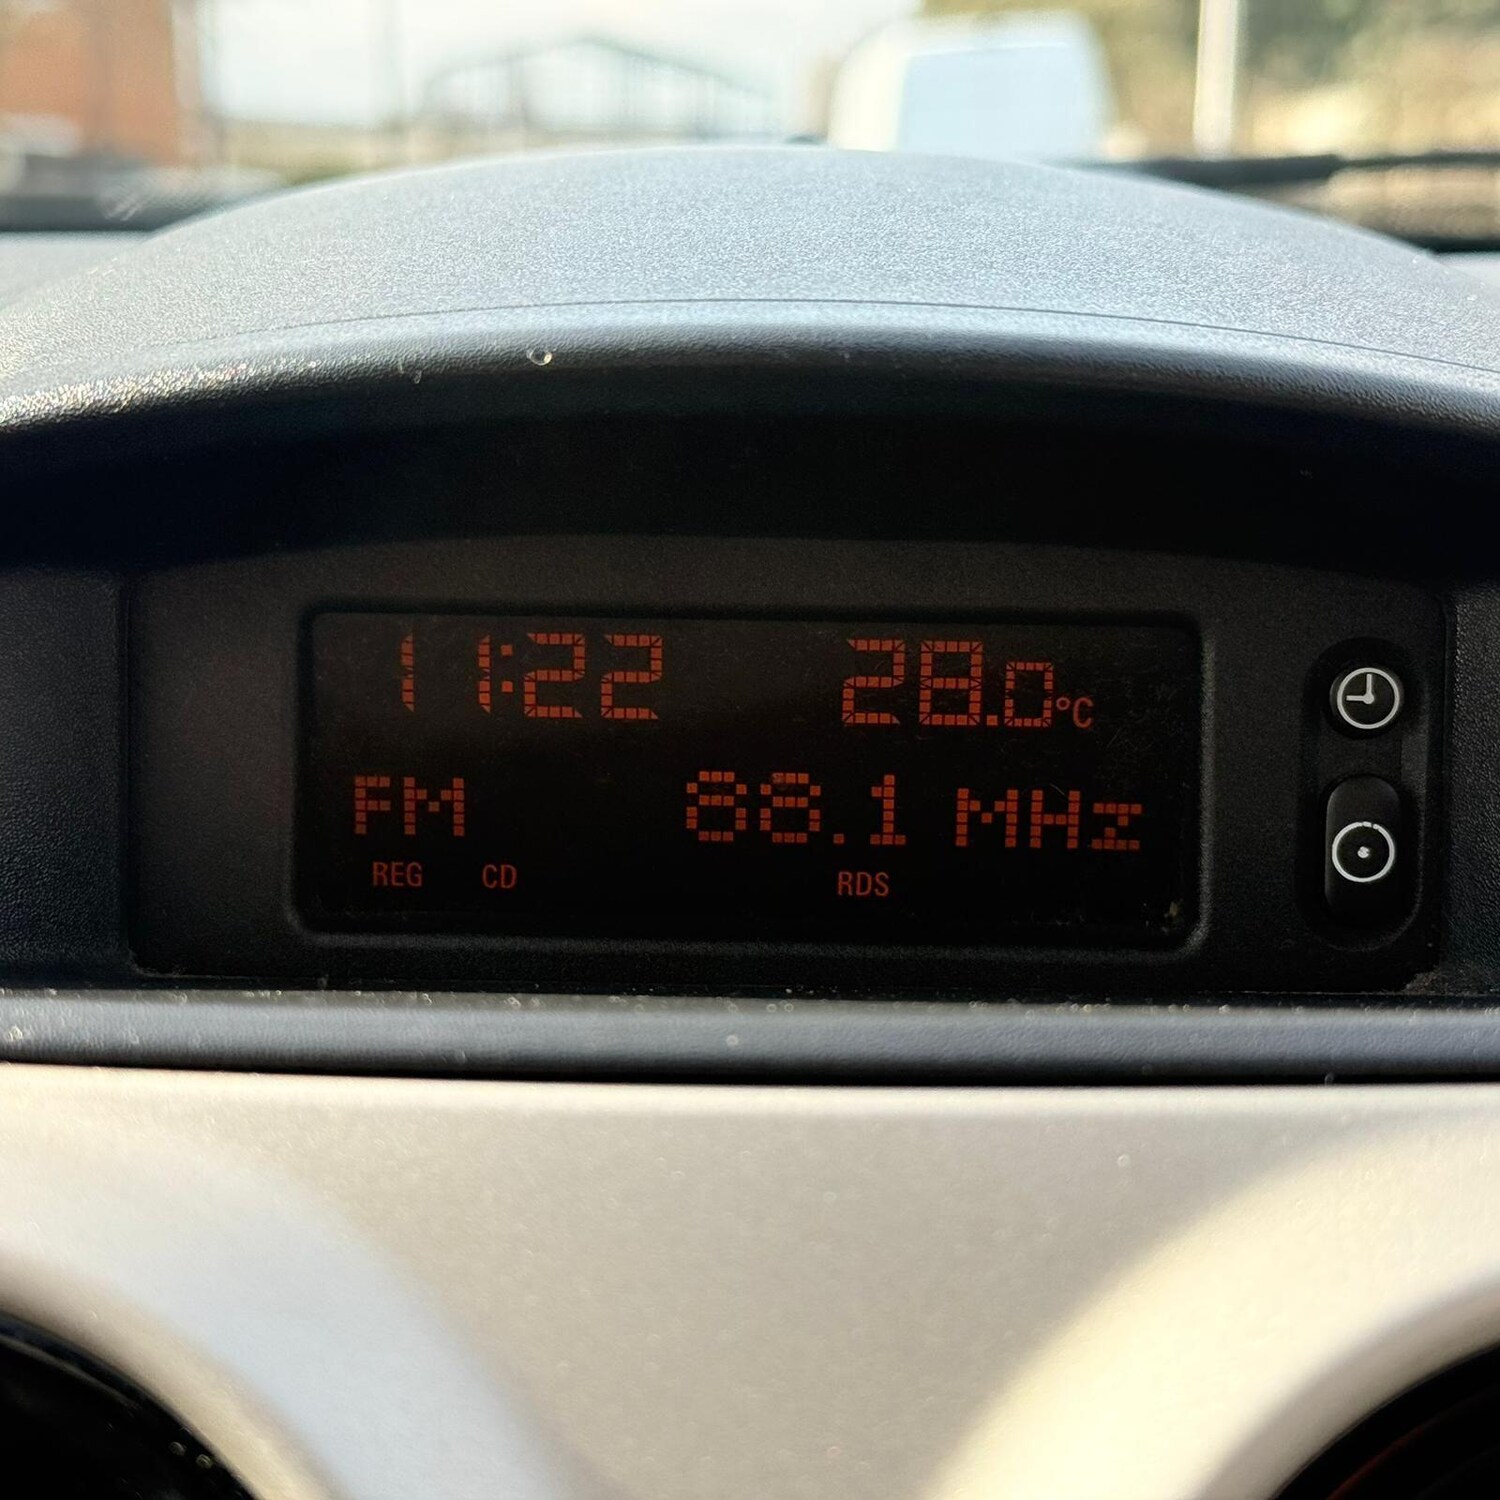 11:22 28.0°C
FM 88.1 MHz
REG CD RDS